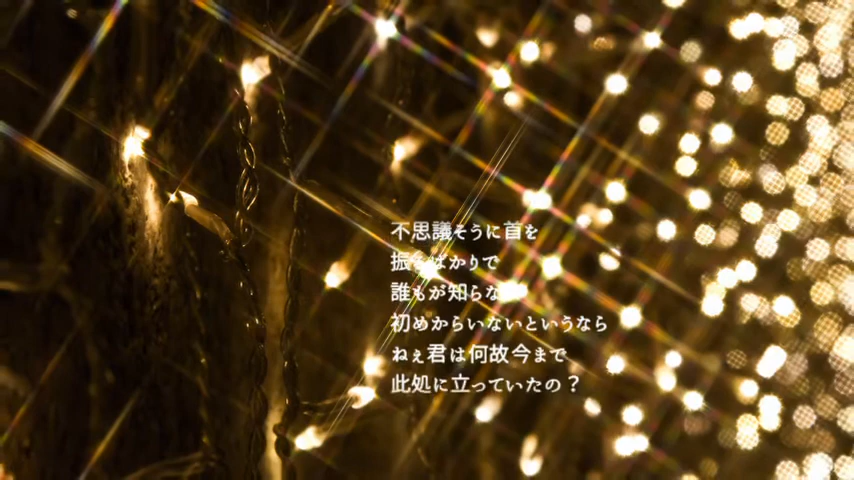 不思議そうに首を
振るばかりで
誰もが知らない
初めからいないというなら
ねぇ君は何故今まで
此処に立っていたの？